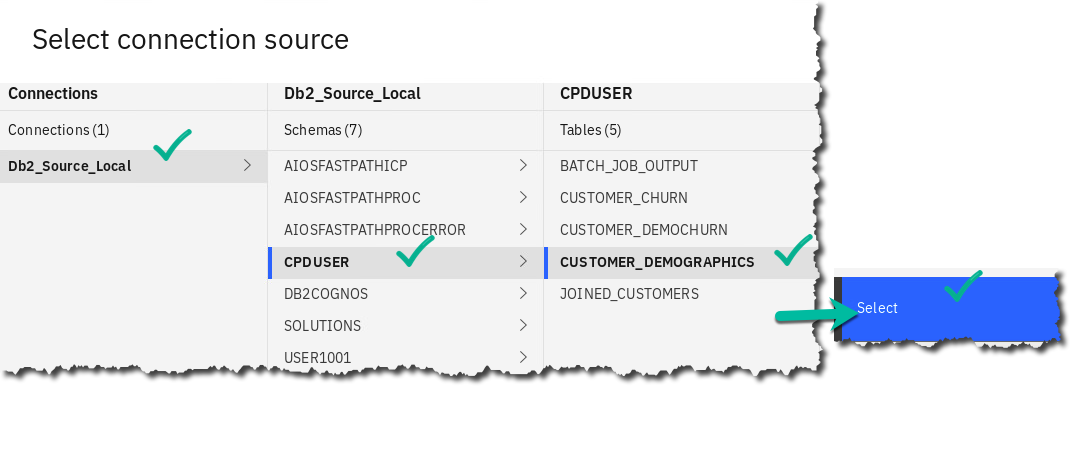 Select connection source
Connections
Connections (1)
Db2_Source_Local
Db2_Source_Local
Schemas (7)
AIOSFASTPATHICP
AIOSFASTPATHPROC
AIOSFASTPATHPROCERROR
CPDUSER
DB2COGNOS
SOLUTIONS
USER1001
CPDUSER
Tables (5)
BATCH_JOB_OUTPUT
CUSTOMER_CHURN
CUSTOMER_DEMOCHURN
CUSTOMER_DEMOGRAPHICS
JOINED_CUSTOMERS
Select